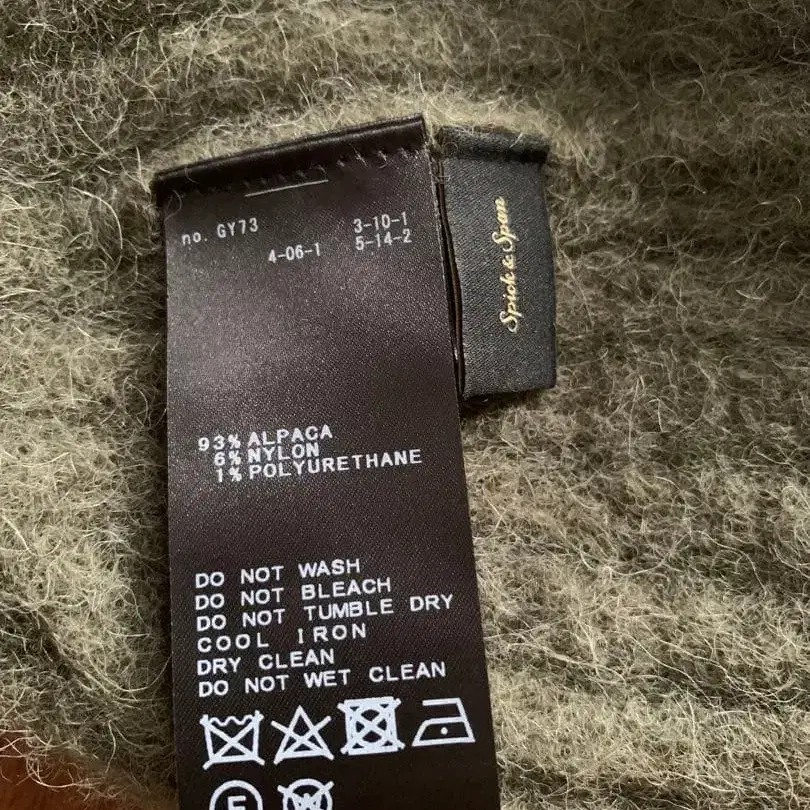 no. GY73 3-10-1
4-06-1 5-14-2
Spick & Span
93% ALPACA
6% NYLON
1% POLYURETHANE
DO NOT WASH
DO NOT BLEACH
DO NOT TUMBLE DRY
COOL IRON
DRY CLEAN
DO NOT WET CLEAN
F W